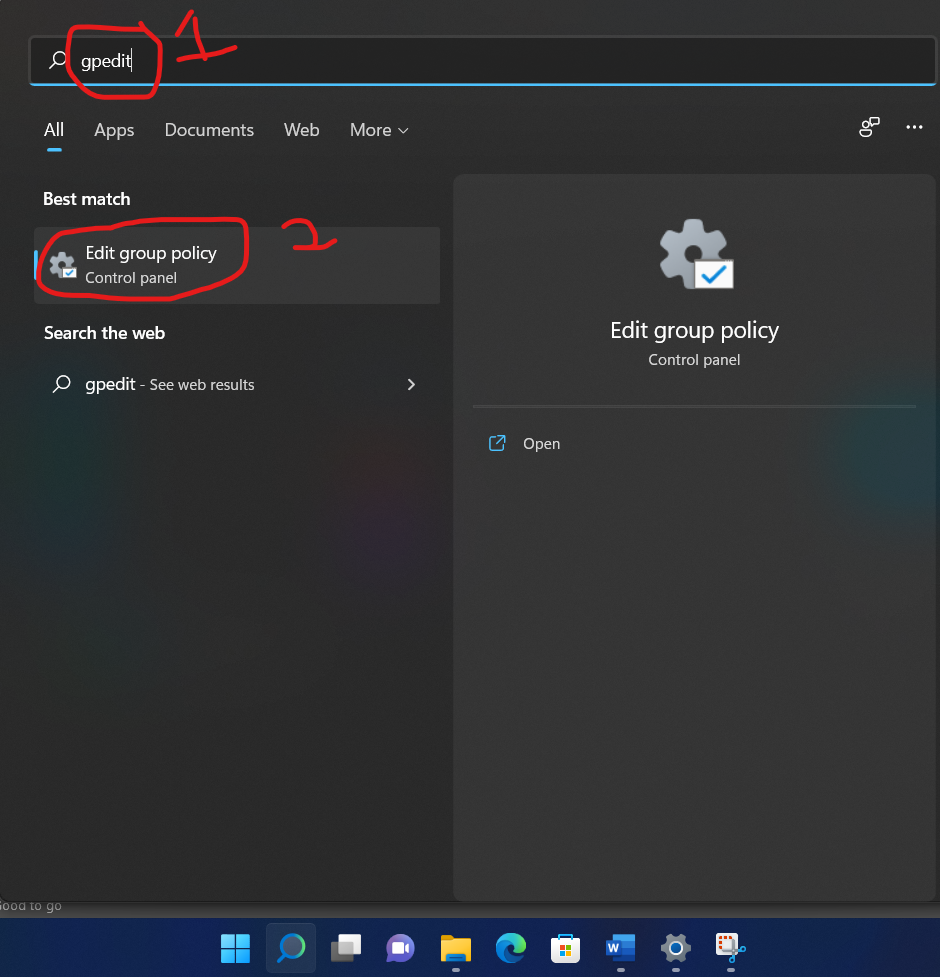 1
gpedit
All Apps Documents Web More
Best match
2
Edit group policy
Control panel
Search the web
gpedit - See web results
Edit group policy
Control panel
Open
Good to go
W